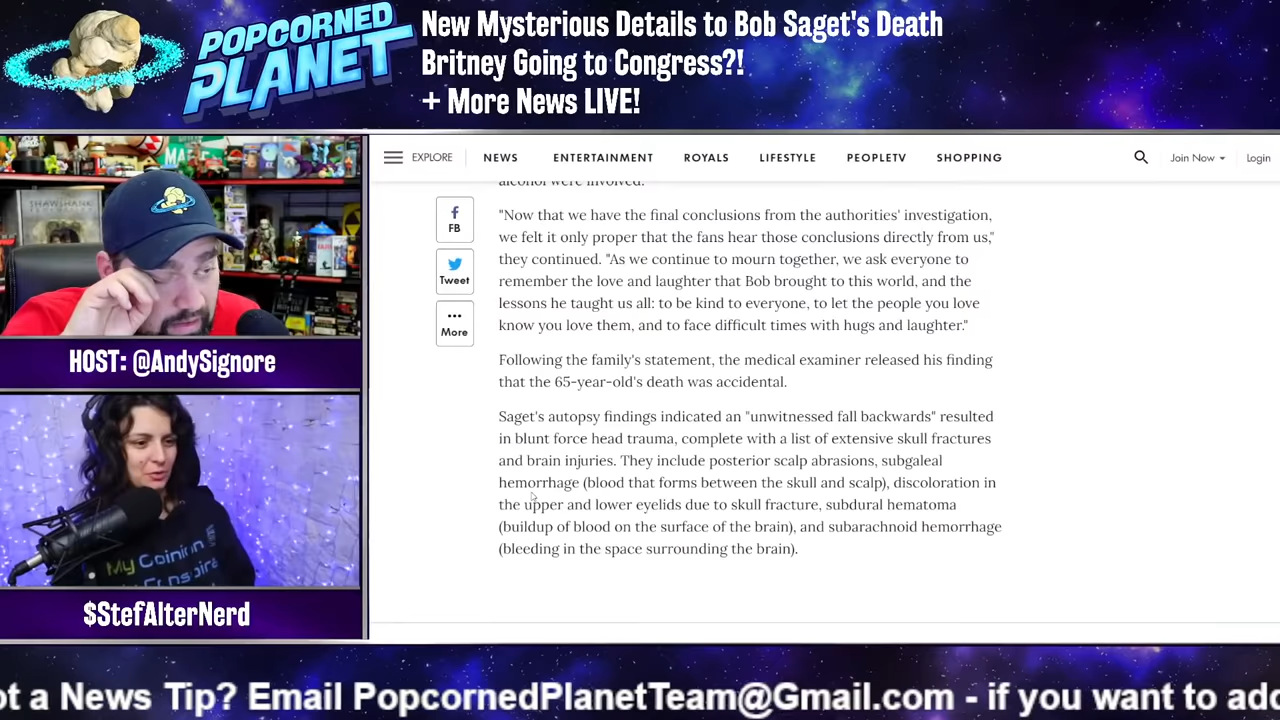 POPCORNED
PLANET
New Mysterious Details to Bob Saget's Death
Britney Going to Congress?!
+ More News LIVE!
EXPLORE NEWS ENTERTAINMENT ROYALS LIFESTYLE PEOPLETV SHOPPING Join Now Login
alcohol were involved.
FB
Tweet
More
"Now that we have the final conclusions from the authorities' investigation,
we felt it only proper that the fans hear those conclusions directly from us,"
they continued. "As we continue to mourn together, we ask everyone to
remember the love and laughter that Bob brought to this world, and the
lessons he taught us all: to be kind to everyone, to let the people you love
know you love them, and to face difficult times with hugs and laughter."
Following the family's statement, the medical examiner released his finding
that the 65-year-old's death was accidental.
Saget's autopsy findings indicated an "unwitnessed fall backwards" resulted
in blunt force head trauma, complete with a list of extensive skull fractures
and brain injuries. They include posterior scalp abrasions, subgaleal
hemorrhage (blood that forms between the skull and scalp), discoloration in
the upper and lower eyelids due to skull fracture, subdural hematoma
(buildup of blood on the surface of the brain), and subarachnoid hemorrhage
(bleeding in the space surrounding the brain).
SHAWSHANK
HOST: @AndySignore
My Opinion
$StefAlterNerd
ot a News Tip? Email PopcornedPlanetTeam@Gmail.com - if you want to add